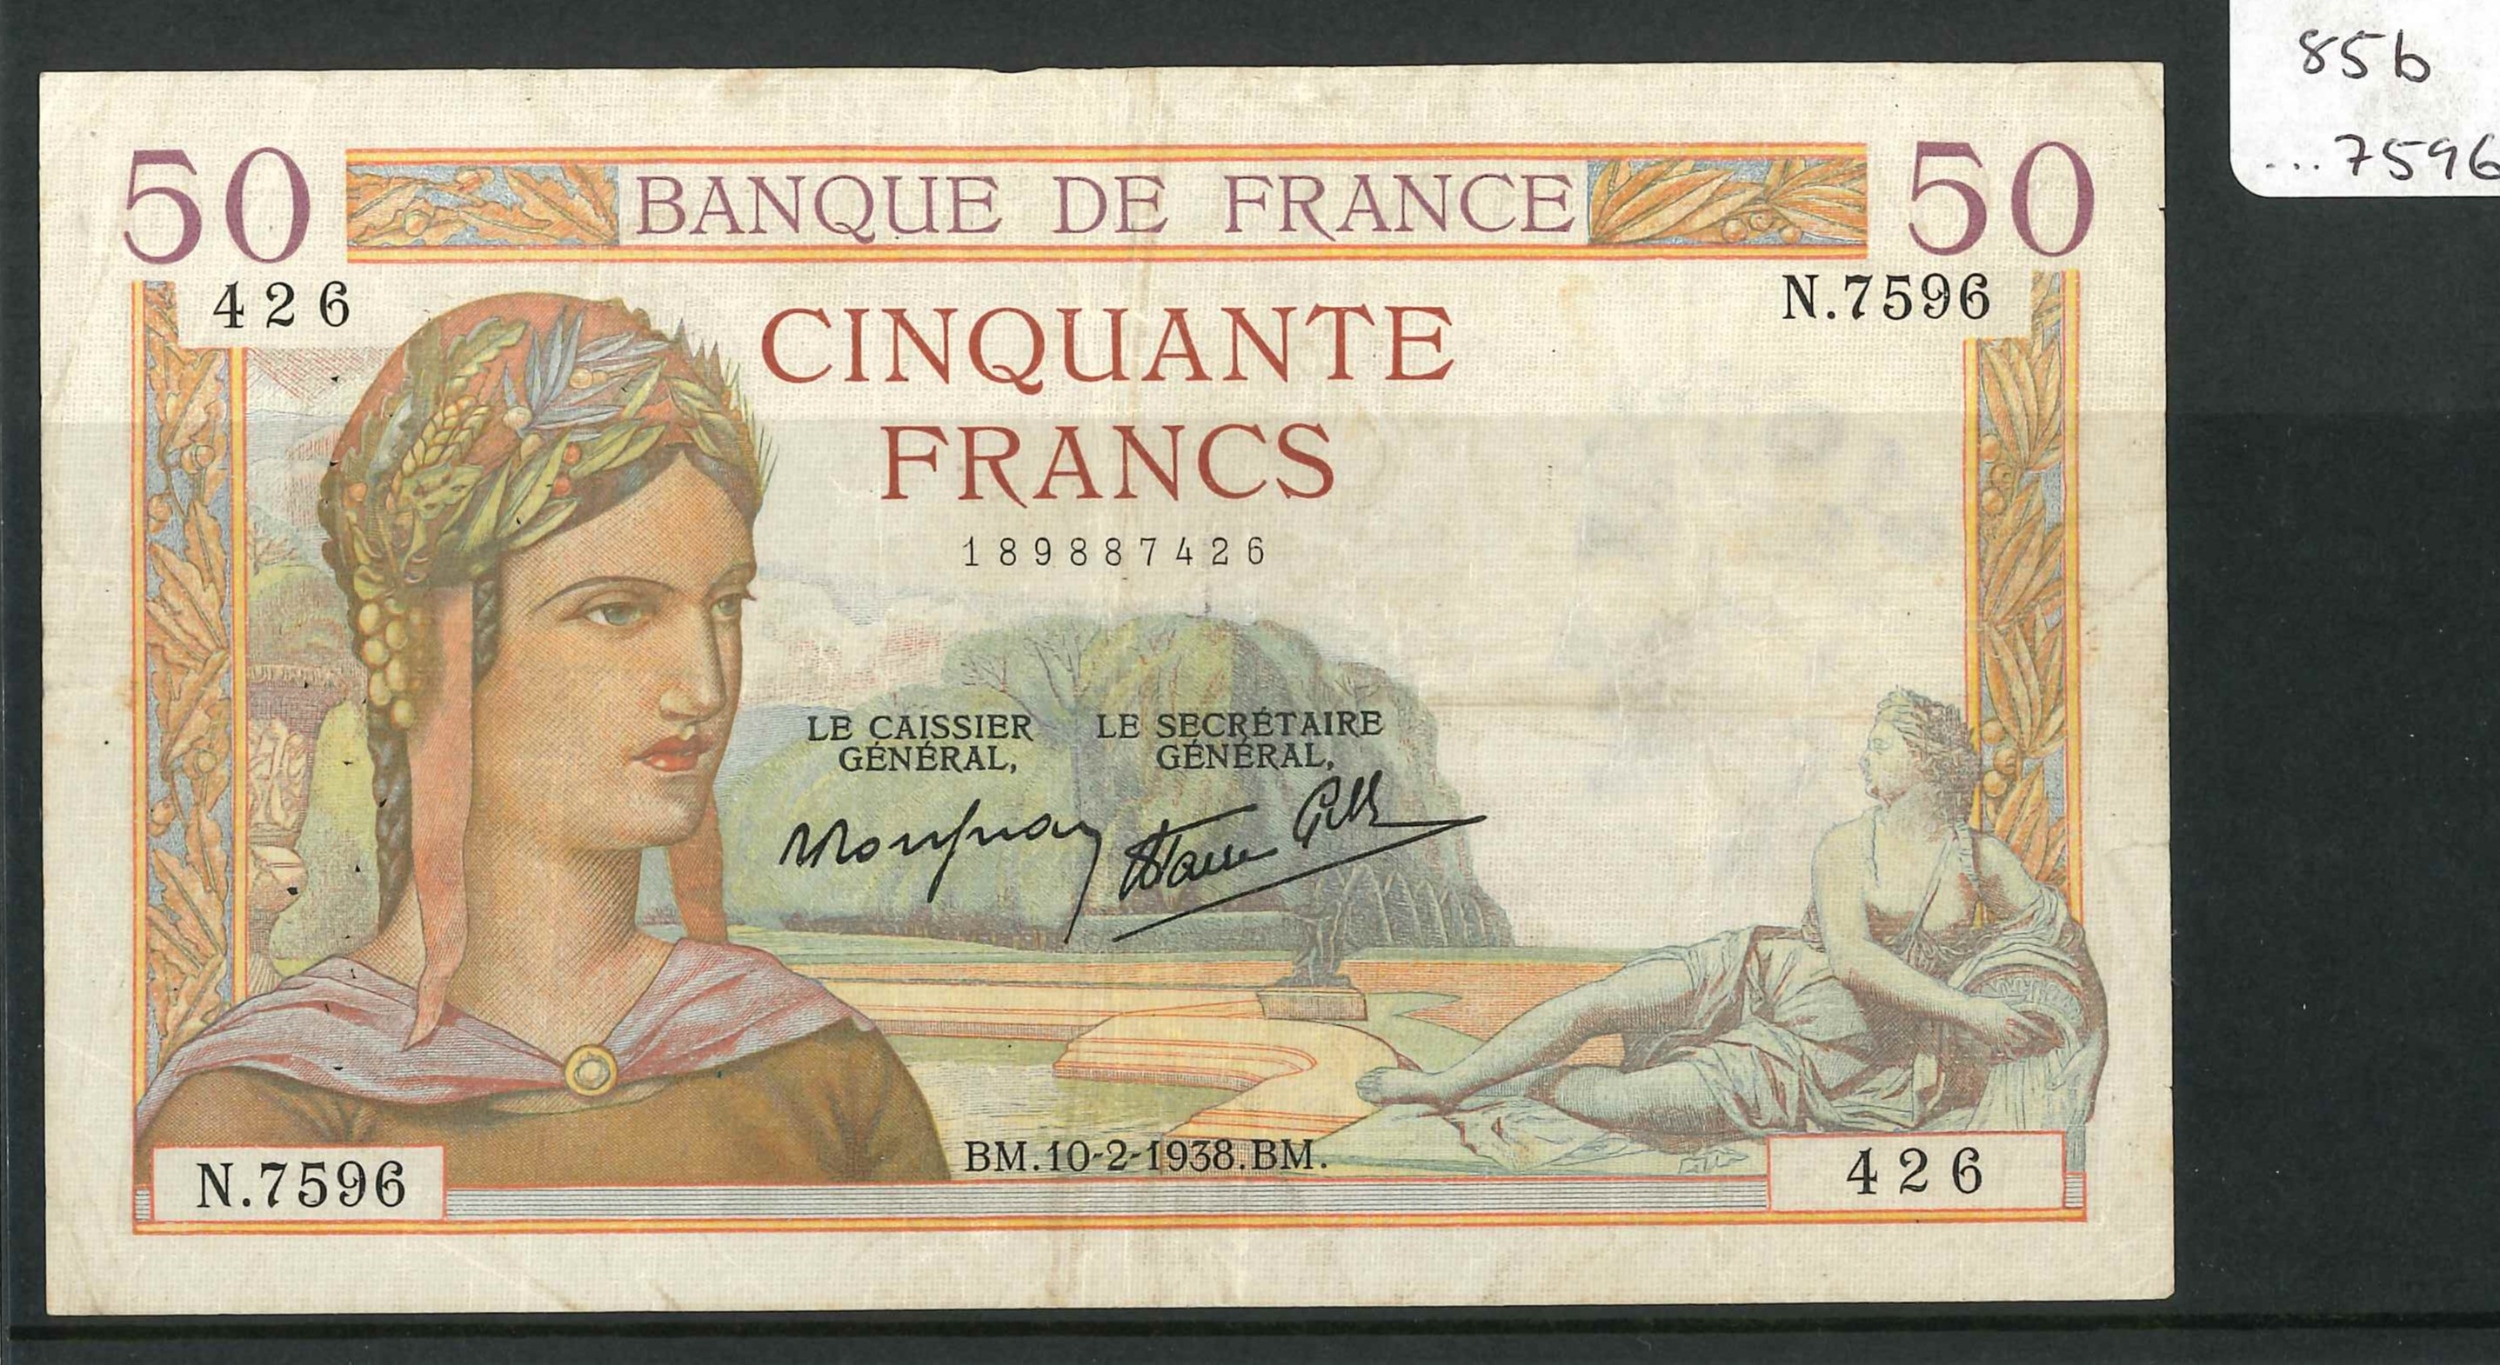 85b
...7596
50 BANQUE DE FRANCE 50
426 N.7596
CINQUANTE
FRANCS
189887426
LE CAISSIER
GÉNÉRAL,
LE SECRÉTAIRE
GÉNÉRAL,
BM.10-2-1938.BM.
N.7596 426